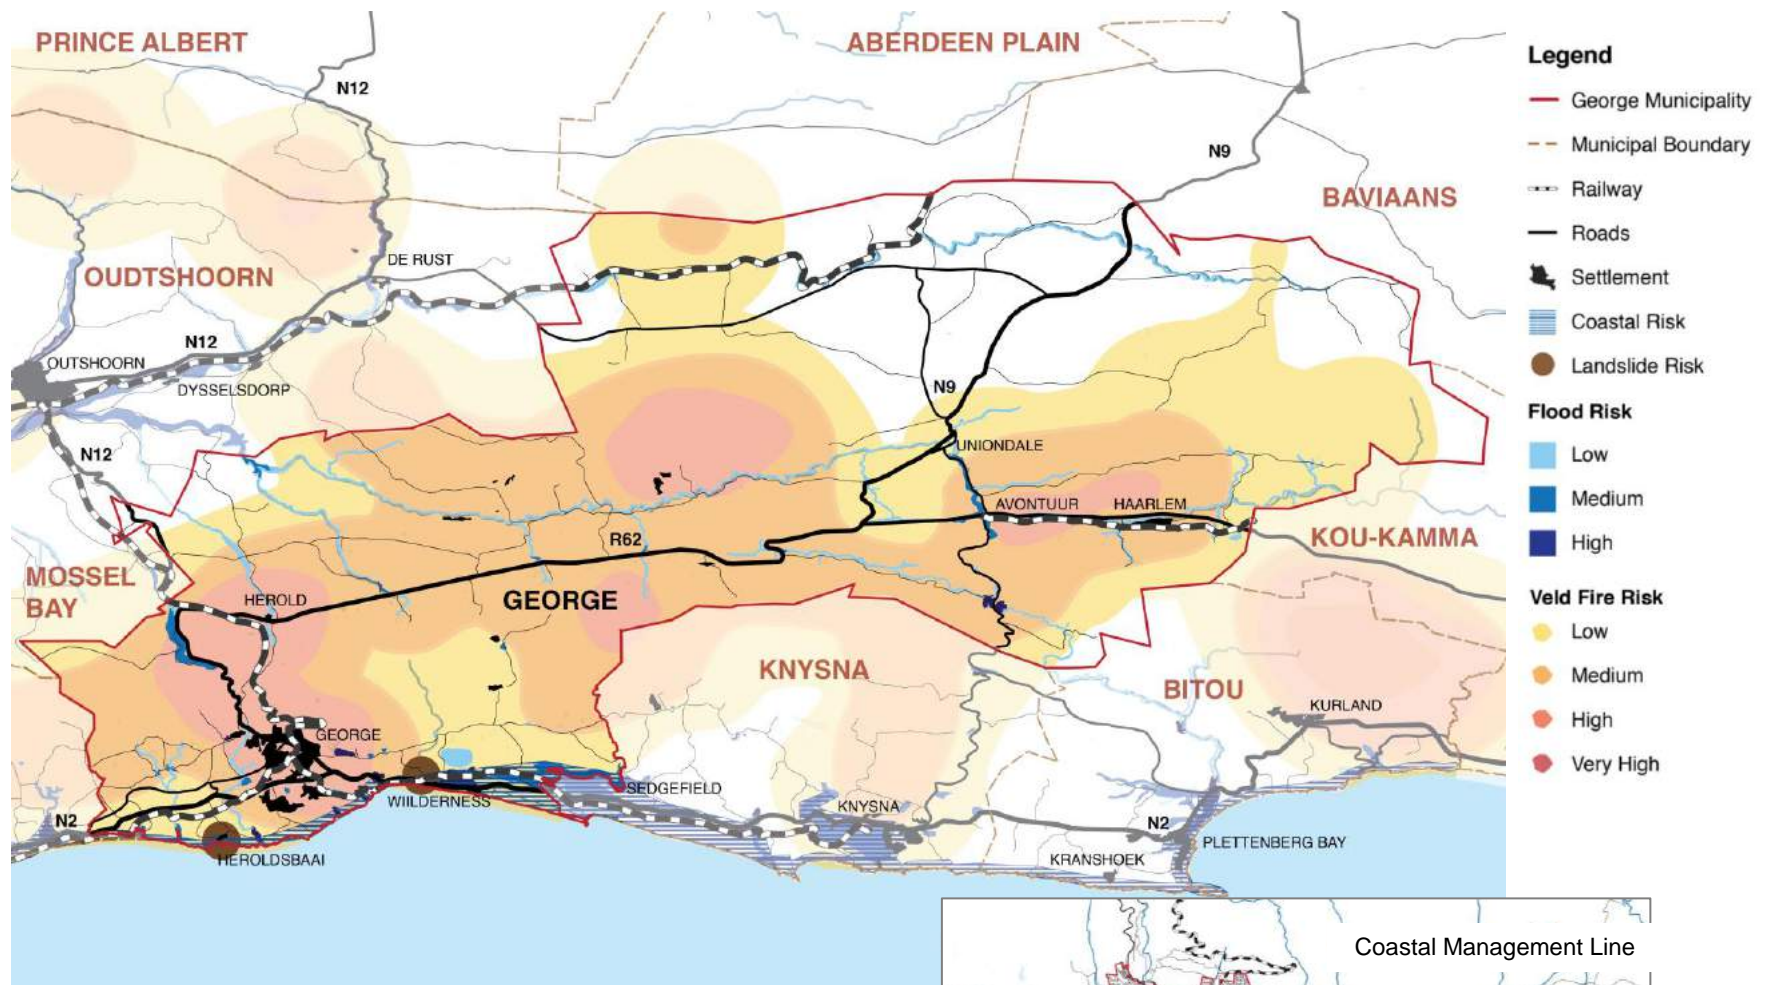 PRINCE ALBERT
ABERDEEN PLAIN
N12
N9
BAVIAANS
DE RUST
OUDTSHOORN
N12
OUTSHOORN
DYSSELSDORP
N9
N12
UNIONDALE
AVONTUUR
HAARLEM
R62
KOU-KAMMA
MOSSEL
BAY
HEROLD
GEORGE
KNYSNA
BITOU
KURLAND
GEORGE
SEDGEFIELD
WIILDERNESS
KNYSNA
N2
N2
PLETTENBERG BAY
HEROLDSBAAI
KRANSHOEK
Legend
George Municipality
Municipal Boundary
Railway
Roads
Settlement
Coastal Risk
Landslide Risk
Flood Risk
Low
Medium
High
Veld Fire Risk
Low
Medium
High
Very High
Coastal Management Line